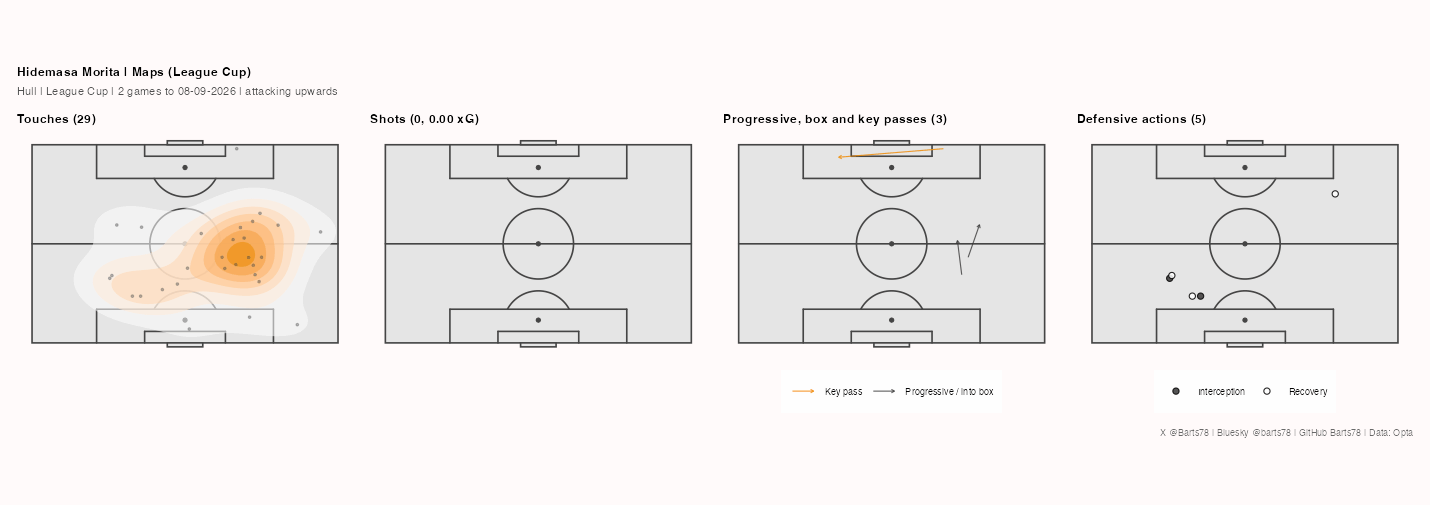 Hidemasa Morita | Maps (League Cup)
Hull | League Cup | 2 games to 08-09-2026 | attacking upwards
Touches (29)
Shots (0, 0.00 xG)
Progressive, box and key passes (3)
Defensive actions (5)
Key pass
Progressive / into box
Interception
Recovery
X @Barts78 | Bluesky @barts78 | GitHub Barts78 | Data: Opta